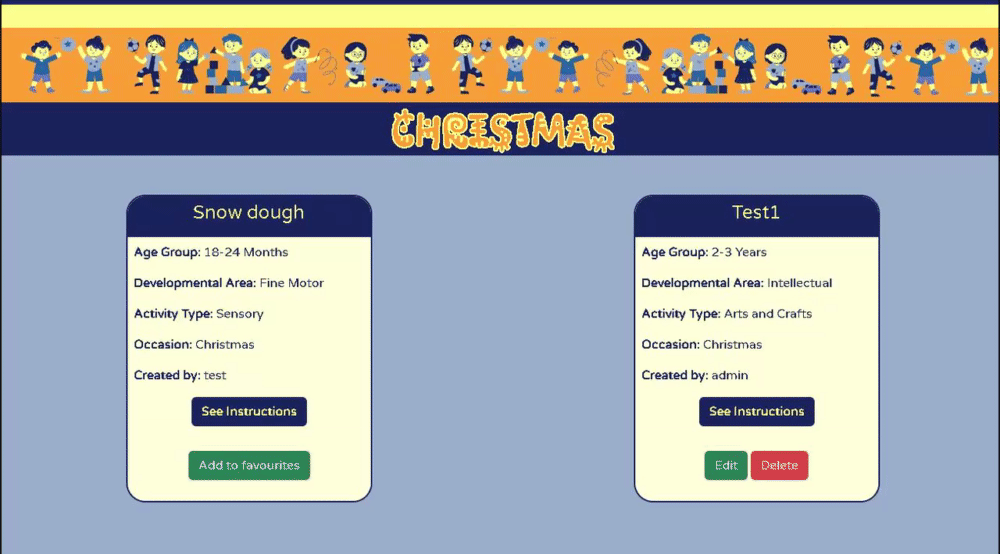 CHRISTMAS
Snow dough
Age Group: 18-24 Months
Developmental Area: Fine Motor
Activity Type: Sensory
Occasion: Christmas
Created by: test
See Instructions
Add to favourites
Test1
Age Group: 2-3 Years
Developmental Area: Intellectual
Activity Type: Arts and Crafts
Occasion: Christmas
Created by: admin
See Instructions
Edit Delete